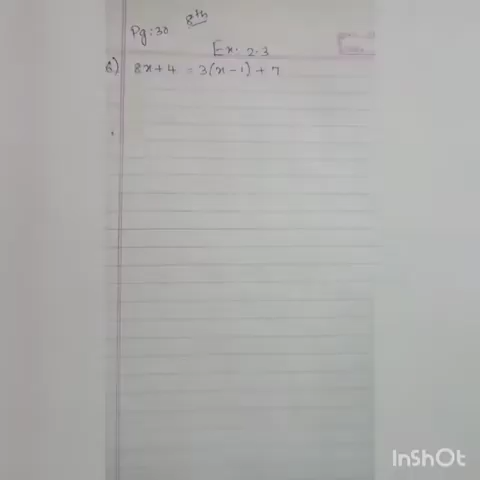 8th
Pg:30
Ex. 2.3
6) 8x+4 = 3(x-1)+7
InShOt